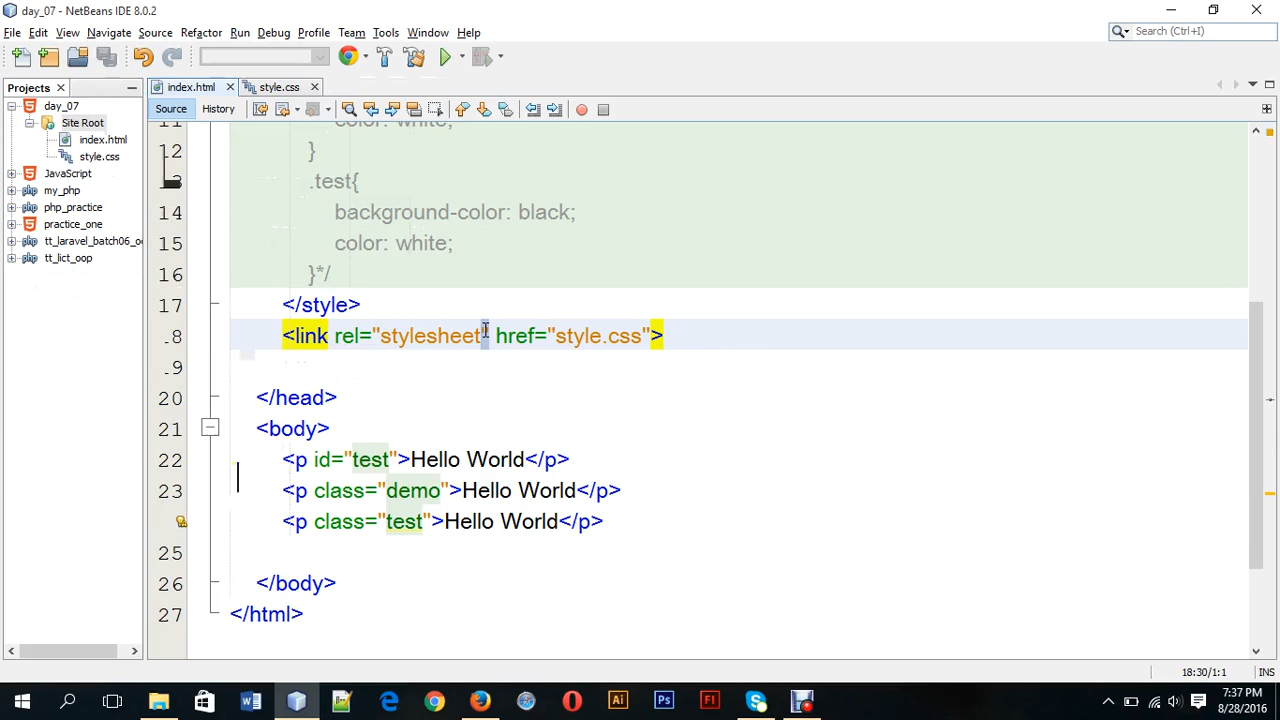 day_07 - NetBeans IDE 8.0.2
File Edit View Navigate Source Refactor Run Debug Profile Team Tools Window Help
Search (Ctrl+I)
Projects
index.html
style.css
Source
History
day_07
Site Root
index.html
style.css
JavaScript
my_php
php_practice
practice_one
tt_laravel_batch06_
tt_lict_oop
color: white;
12 }
.test{
14 background-color: black;
15 color: white;
16 }*/
17 </style>
.8 <link rel="stylesheet" href="style.css">
.9
20 </head>
21 <body>
22 <p id="test">Hello World</p>
23 <p class="demo">Hello World</p>
<p class="test">Hello World</p>
25
26 </body>
27 </html>
18:30/1:1 INS
7:37 PM
8/28/2016